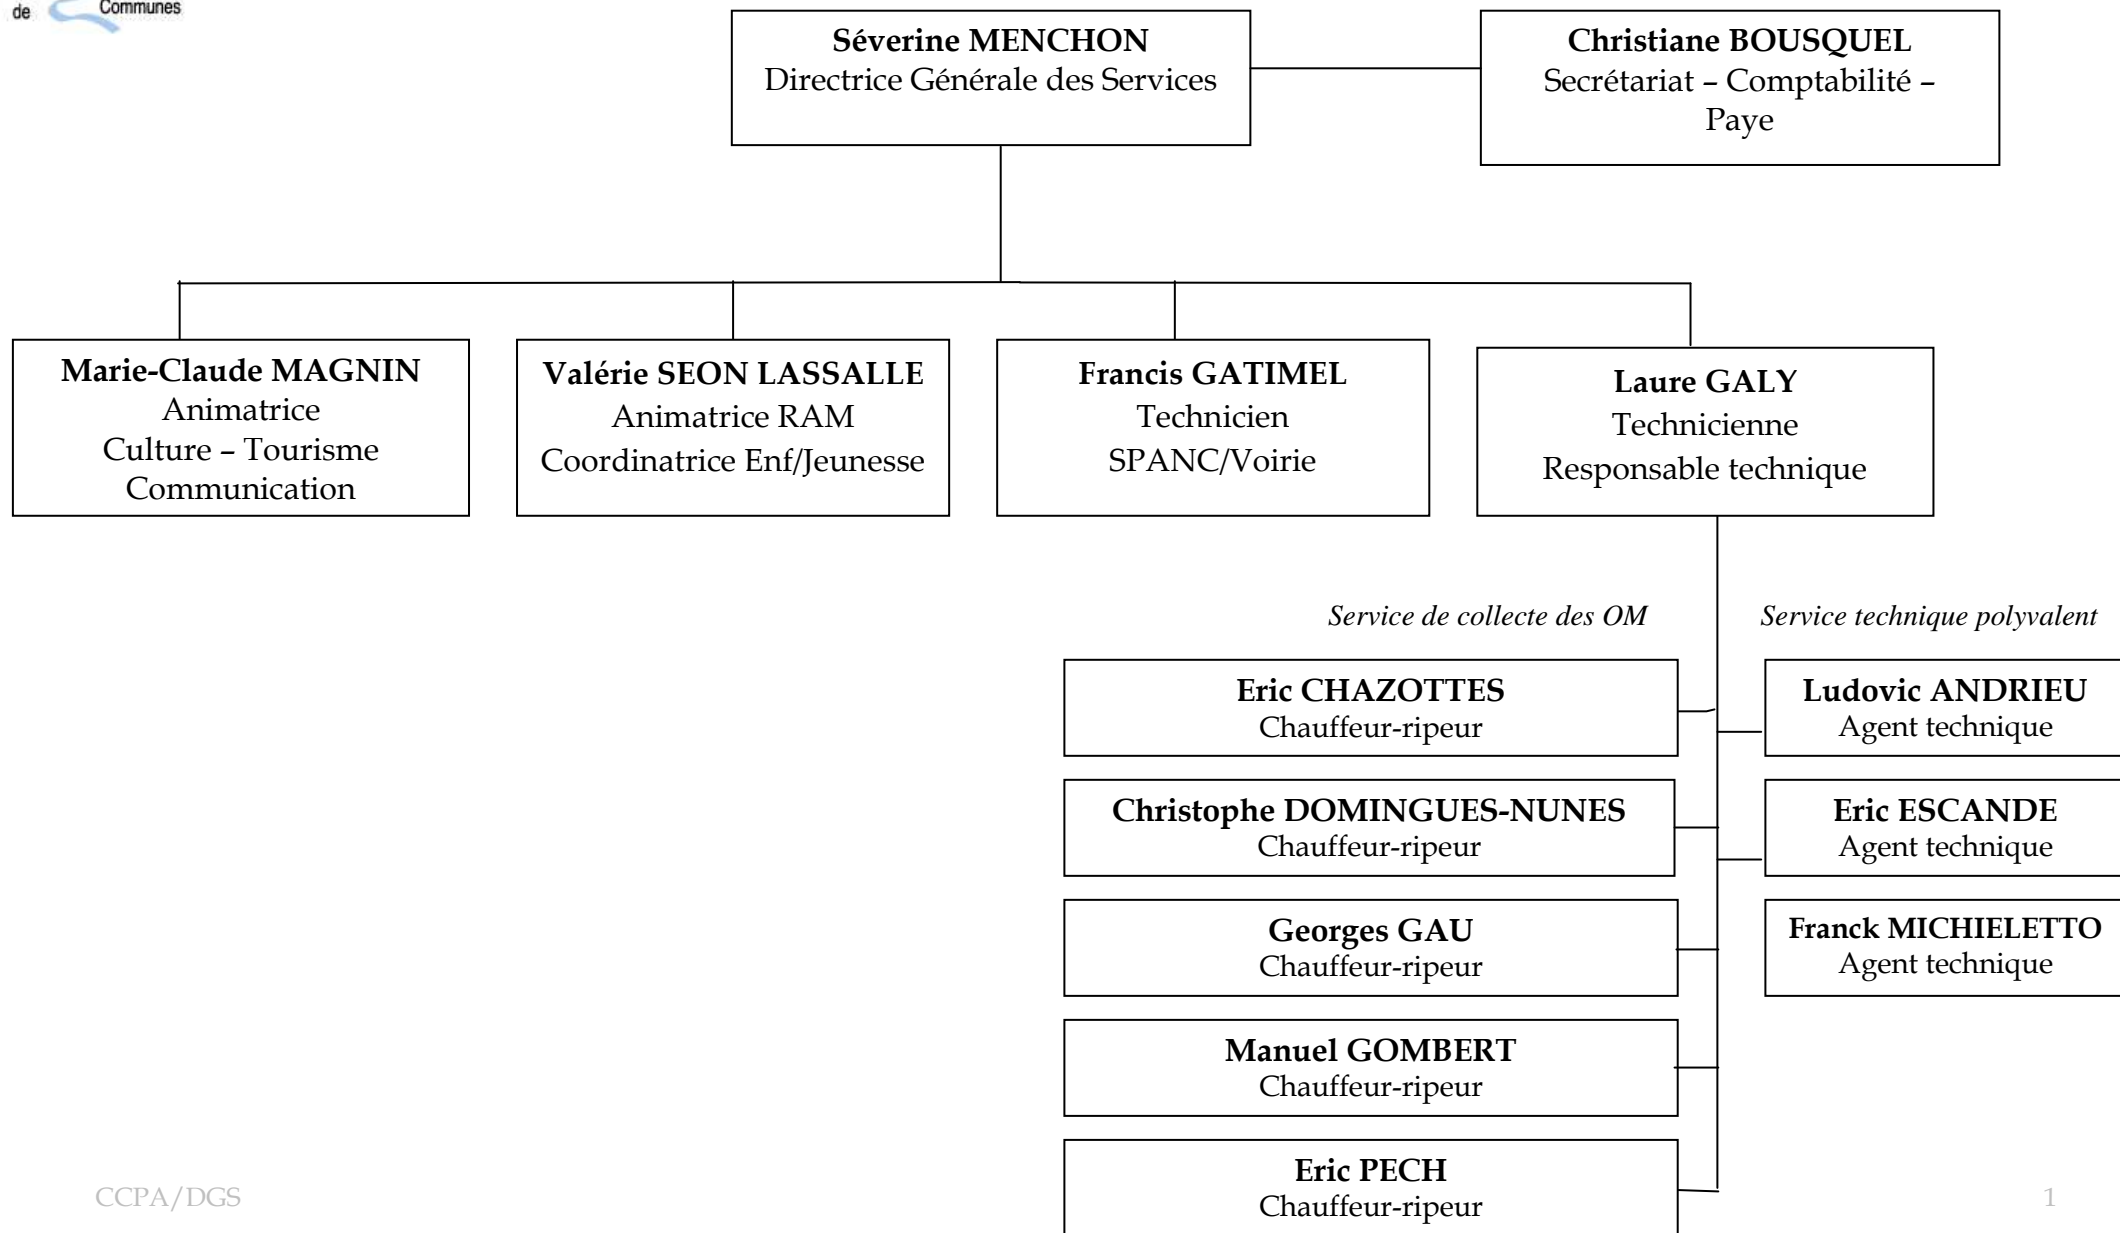 de
Communes
Séverine MENCHON
Directrice Générale des Services
Christiane BOUSQUEL
Secrétariat – Comptabilité –
Paye
Marie-Claude MAGNIN
Animatrice
Culture – Tourisme
Communication
Valérie SEON LASSALLE
Animatrice RAM
Coordinatrice Enf/Jeunesse
Francis GATIMEL
Technicien
SPANC/Voirie
Laure GALY
Technicienne
Responsable technique
Service de collecte des OM
Eric CHAZOTTES
Chauffeur-ripeur
Christophe DOMINGUES-NUNES
Chauffeur-ripeur
Georges GAU
Chauffeur-ripeur
Manuel GOMBERT
Chauffeur-ripeur
Eric PECH
Chauffeur-ripeur
Service technique polyvalent
Ludovic ANDRIEU
Agent technique
Eric ESCANDE
Agent technique
Franck MICHIELETTO
Agent technique
CCPA/DGS
1